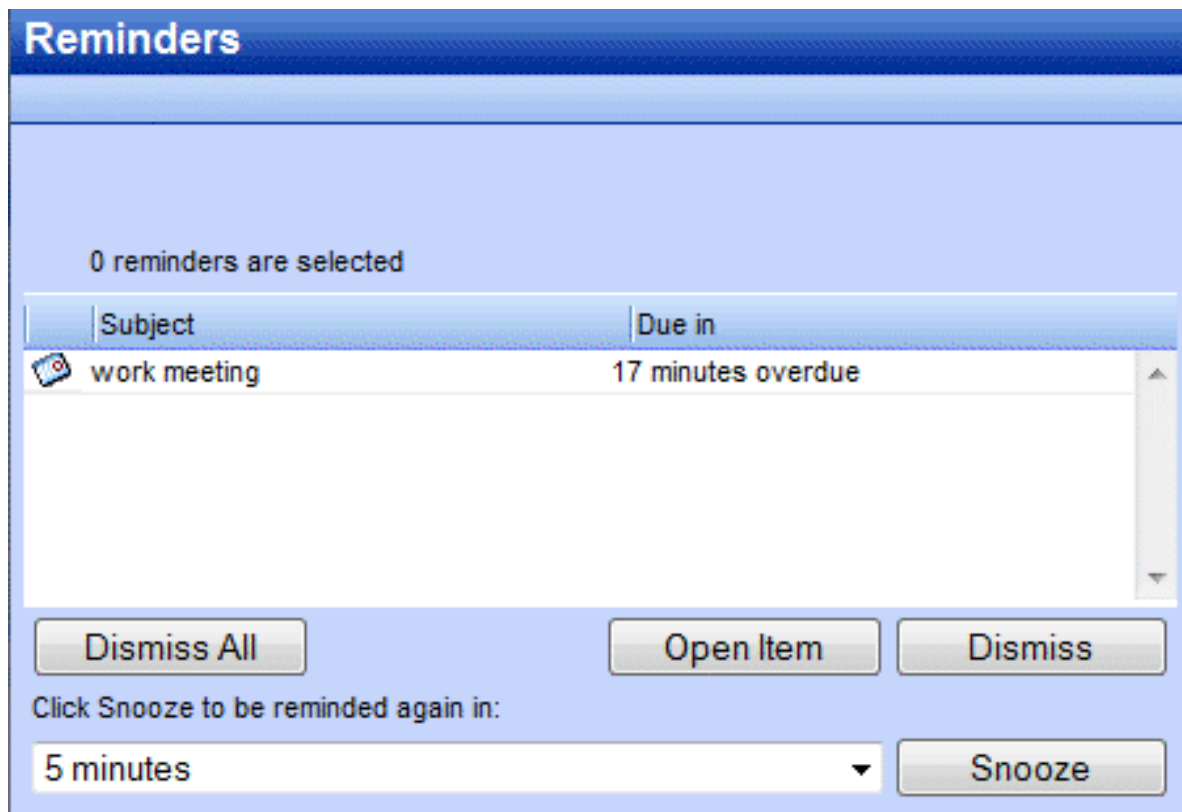 Reminders
0 reminders are selected
Subject Due in
work meeting 17 minutes overdue
Dismiss All Open Item Dismiss
Click Snooze to be reminded again in:
5 minutes Snooze